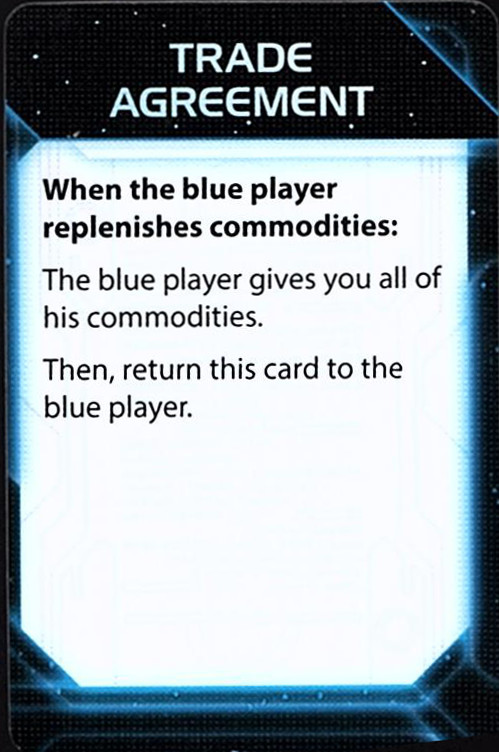 TRADE
AGREEMENT
When the blue player
replenishes commodities:
The blue player gives you all of
his commodities.
Then, return this card to the
blue player.